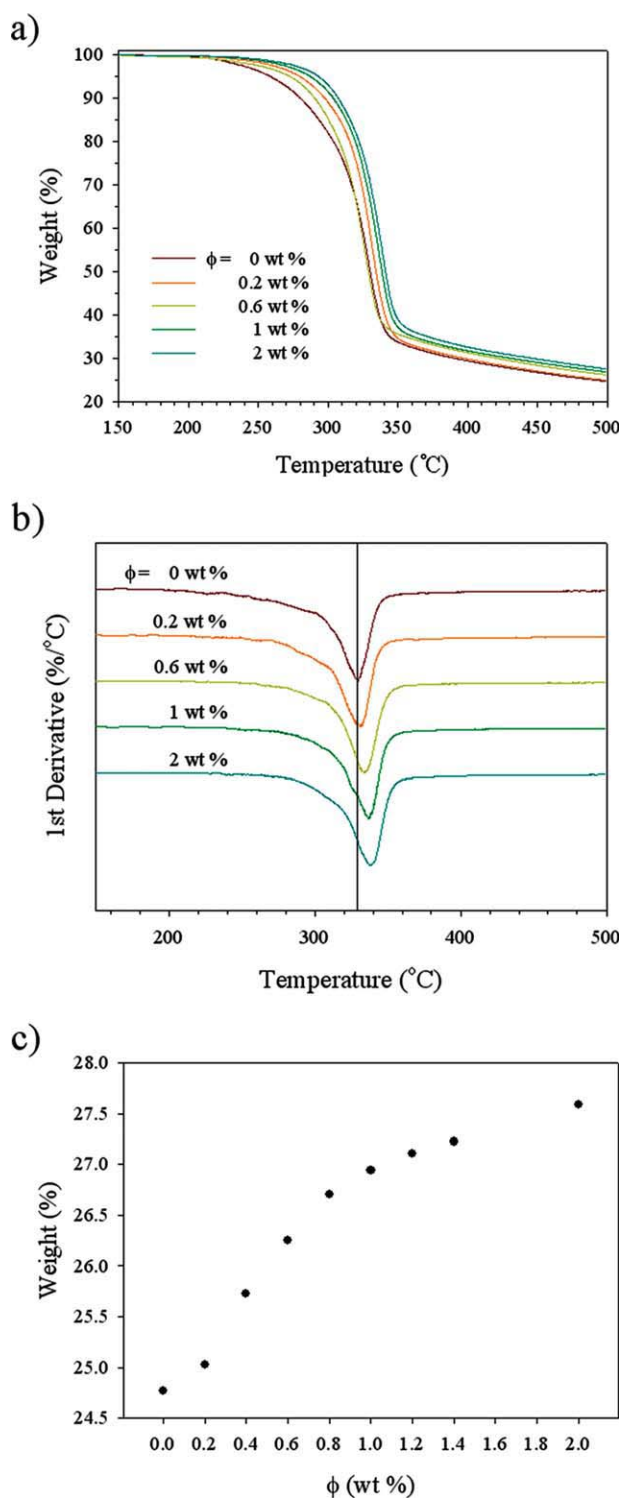 a)
100
90
80
70
60
50
40
30
20
Weight (%)
ϕ = 0 wt %
0.2 wt %
0.6 wt %
1 wt %
2 wt %
150 200 250 300 350 400 450 500
Temperature (°C)
b)
1st Derivative (%/°C)
ϕ = 0 wt %
0.2 wt %
0.6 wt %
1 wt %
2 wt %
200 300 400 500
Temperature (°C)
c)
28.0
27.5
27.0
26.5
26.0
25.5
25.0
24.5
Weight (%)
0.0 0.2 0.4 0.6 0.8 1.0 1.2 1.4 1.6 1.8 2.0
ϕ (wt %)